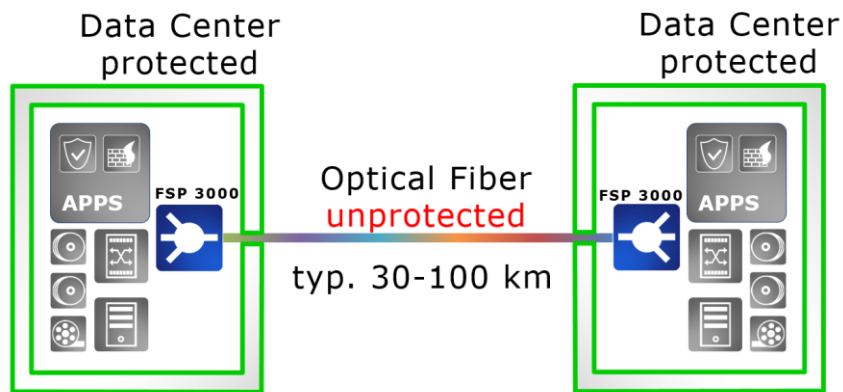 Data Center
protected
Data Center
protected
APPS
FSP 3000
Optical Fiber
unprotected
typ. 30-100 km
FSP 3000
APPS